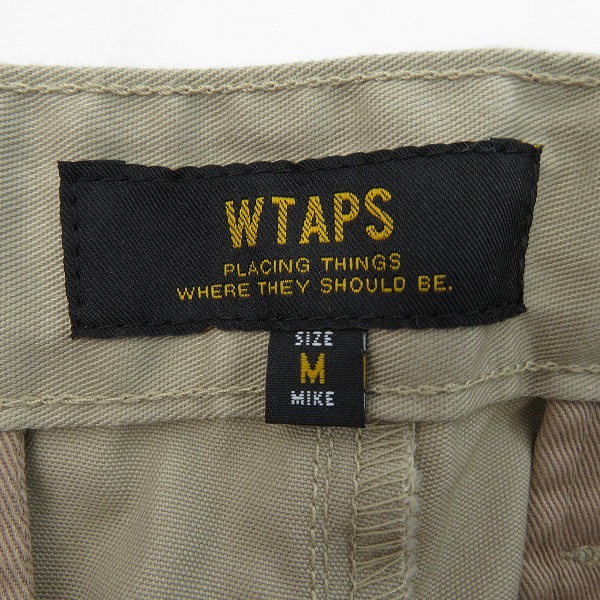 WTAPS
PLACING THINGS
WHERE THEY SHOULD BE.
SIZE
M
MIKE